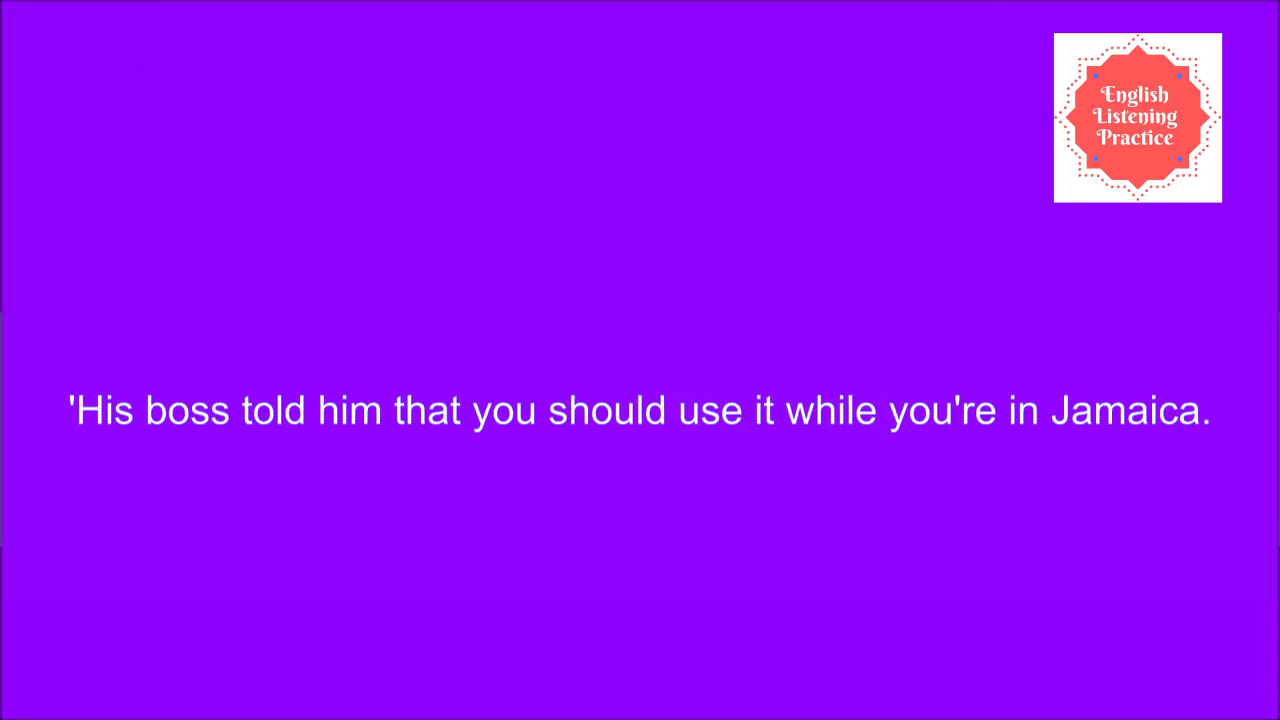 English
Listening
Practice
'His boss told him that you should use it while you're in Jamaica.